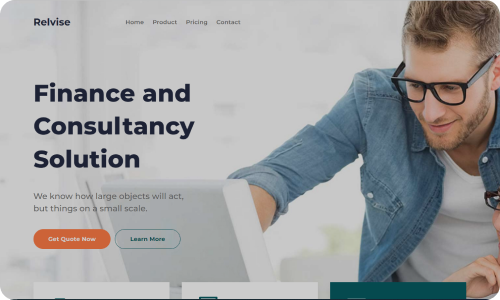 Relvise
Home Product Pricing Contact
Finance and
Consultancy
Solution
We know how large objects will act,
but things on a small scale.
Get Quote Now Learn More